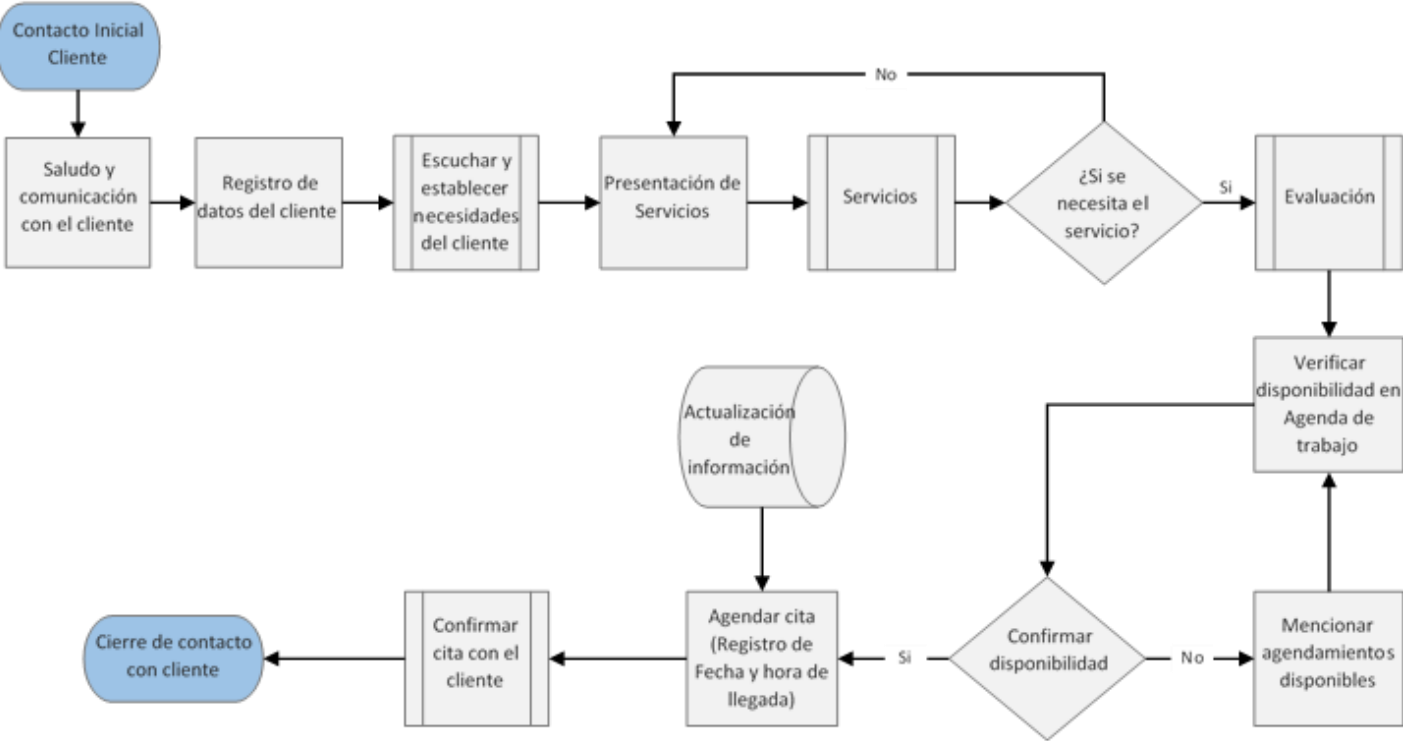 Contacto Inicial
Cliente
No
Saludo y
comunicación
con el cliente
Registro de
datos del cliente
Escuchar y
establecer
necesidades
del cliente
Presentación de
Servicios
Servicios
¿Si se
necesita el
servicio?
Si
Evaluación
Verificar
disponibilidad en
Agenda de
trabajo
Actualización
de
información
Cierre de contacto
con cliente
Confirmar
cita con el
cliente
Agendar cita
(Registro de
Fecha y hora de
llegada)
Si
Confirmar
disponibilidad
No
Mencionar
agendamientos
disponibles